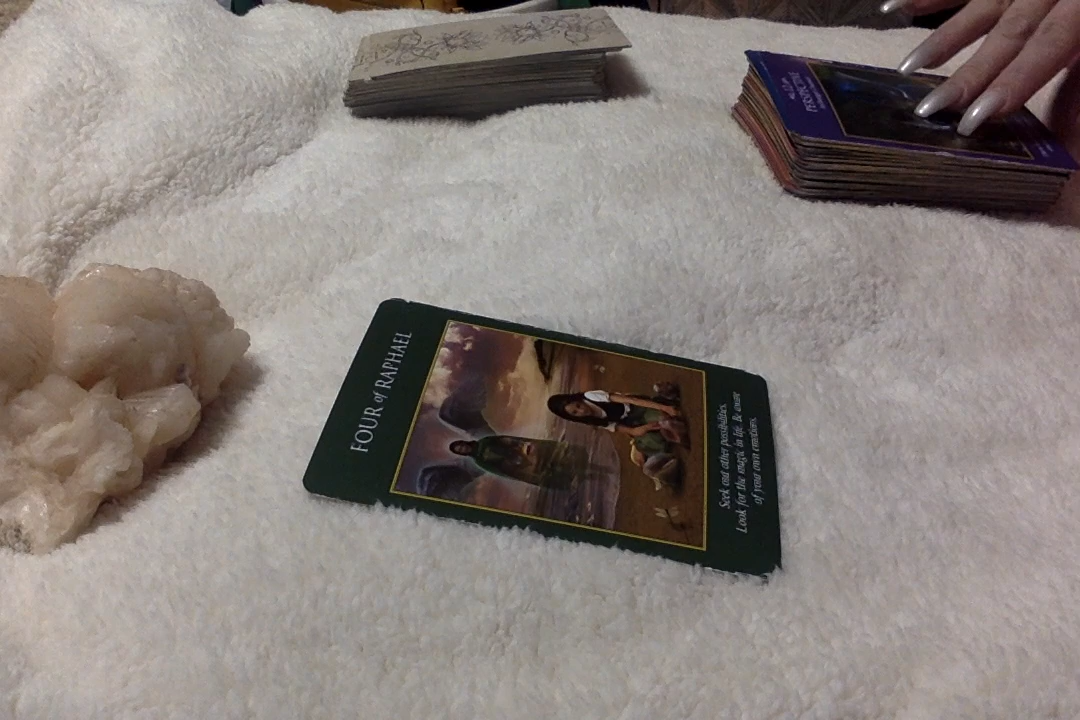 FOUR of RAPHAEL
Seek out other possibilities.
Look for the magic in life. Be aware
of your own emotions.
PERSPECTIVE